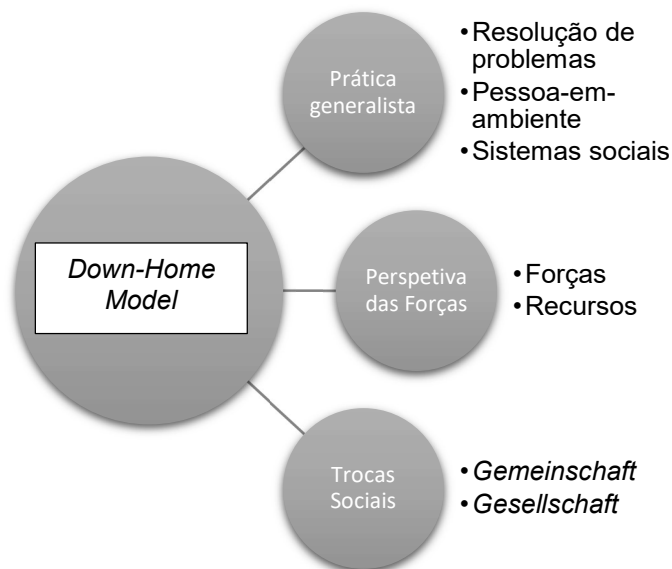 Down-Home
Model
Prática
generalista
•Resolução de
problemas
•Pessoa-em-
ambiente
•Sistemas sociais
Perspetiva
das Forças
•Forças
•Recursos
Trocas
Sociais
•Gemeinschaft
•Gesellschaft